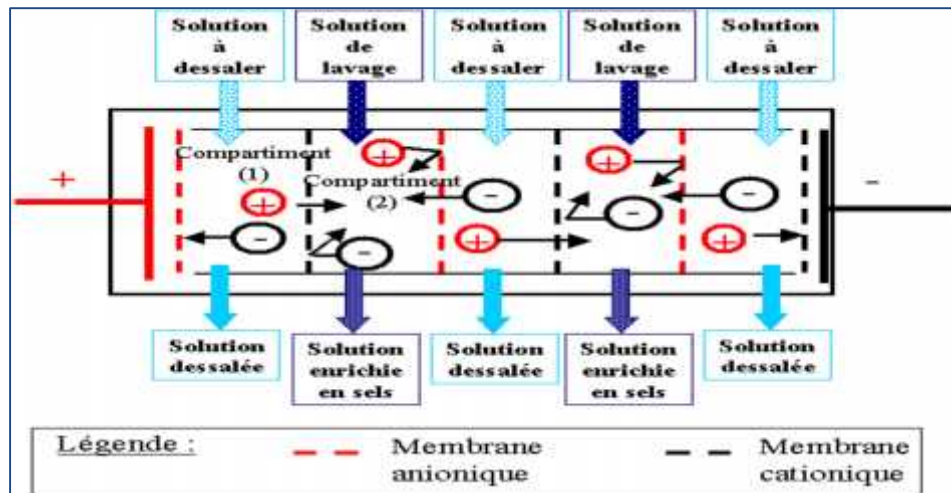 Solution
à
dessaler
Solution
de
lavage
Solution
à
dessaler
Solution
de
lavage
Solution
à
dessaler
+
-
Compartiment
(1)
Compartiment
(2)
+
-
+
-
-
+
+
-
-
+
Solution
dessalée
Solution
enrichie
en sels
Solution
dessalée
Solution
enrichie
en sels
Solution
dessalée
Légende :
Membrane
anionique
Membrane
cationique